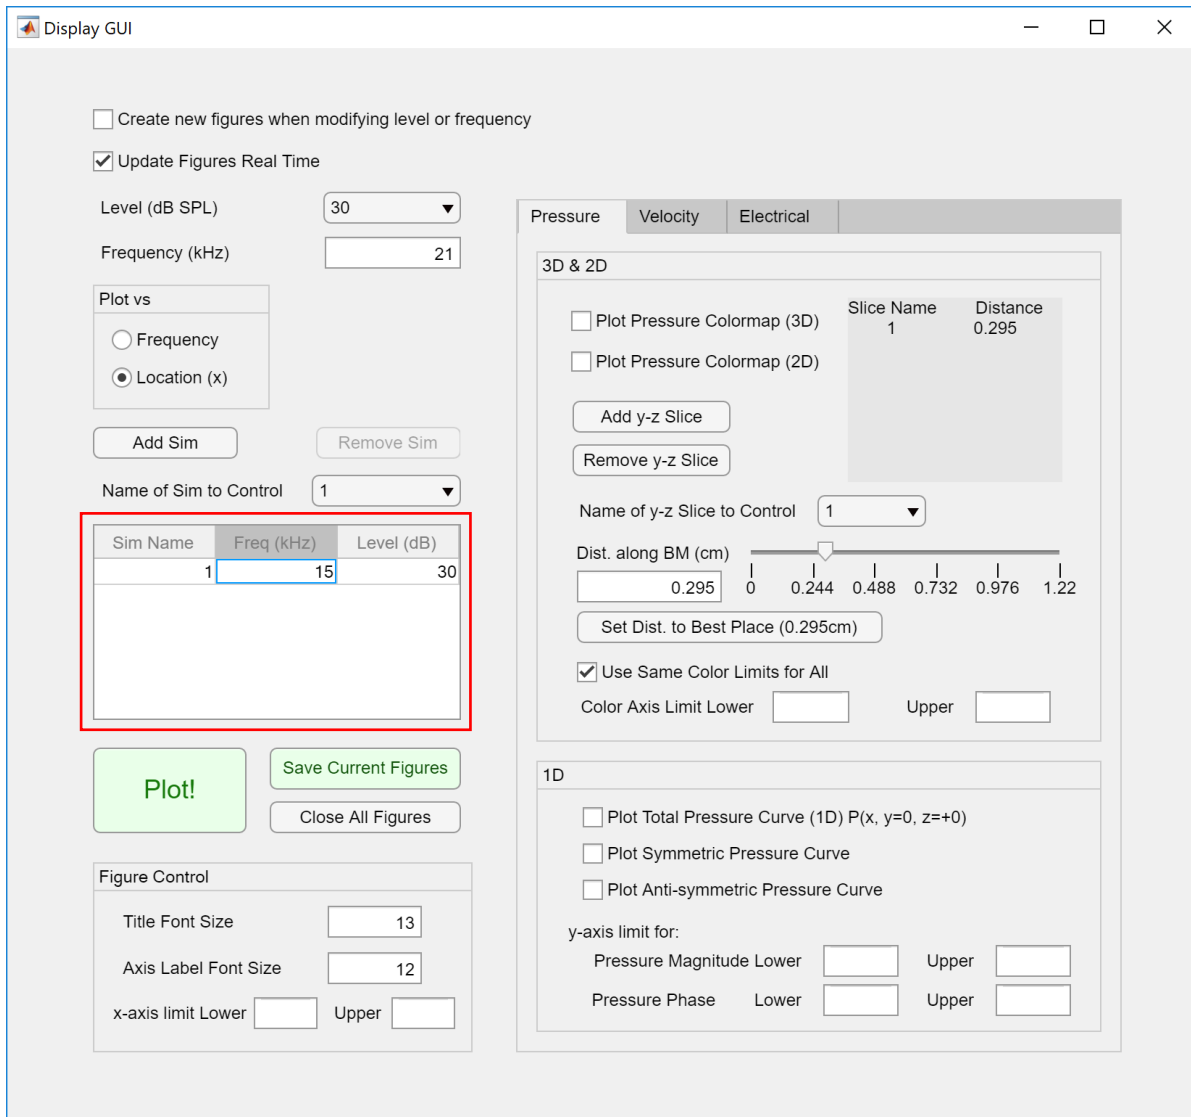 Display GUI
Create new figures when modifying level or frequency
Update Figures Real Time
Level (dB SPL) 30
Frequency (kHz) 21
Plot vs
Frequency
Location (x)
Add Sim Remove Sim
Name of Sim to Control 1
Sim Name Freq (kHz) Level (dB)
1 15 30
Plot!
Save Current Figures
Close All Figures
Figure Control
Title Font Size 13
Axis Label Font Size 12
x-axis limit Lower Upper
Pressure Velocity Electrical
3D & 2D
Plot Pressure Colormap (3D)
Plot Pressure Colormap (2D)
Slice Name Distance
1 0.295
Add y-z Slice
Remove y-z Slice
Name of y-z Slice to Control 1
Dist. along BM (cm)
0.295 0 0.244 0.488 0.732 0.976 1.22
Set Dist. to Best Place (0.295cm)
Use Same Color Limits for All
Color Axis Limit Lower Upper
1D
Plot Total Pressure Curve (1D) P(x, y=0, z=+0)
Plot Symmetric Pressure Curve
Plot Anti-symmetric Pressure Curve
y-axis limit for:
Pressure Magnitude Lower Upper
Pressure Phase Lower Upper